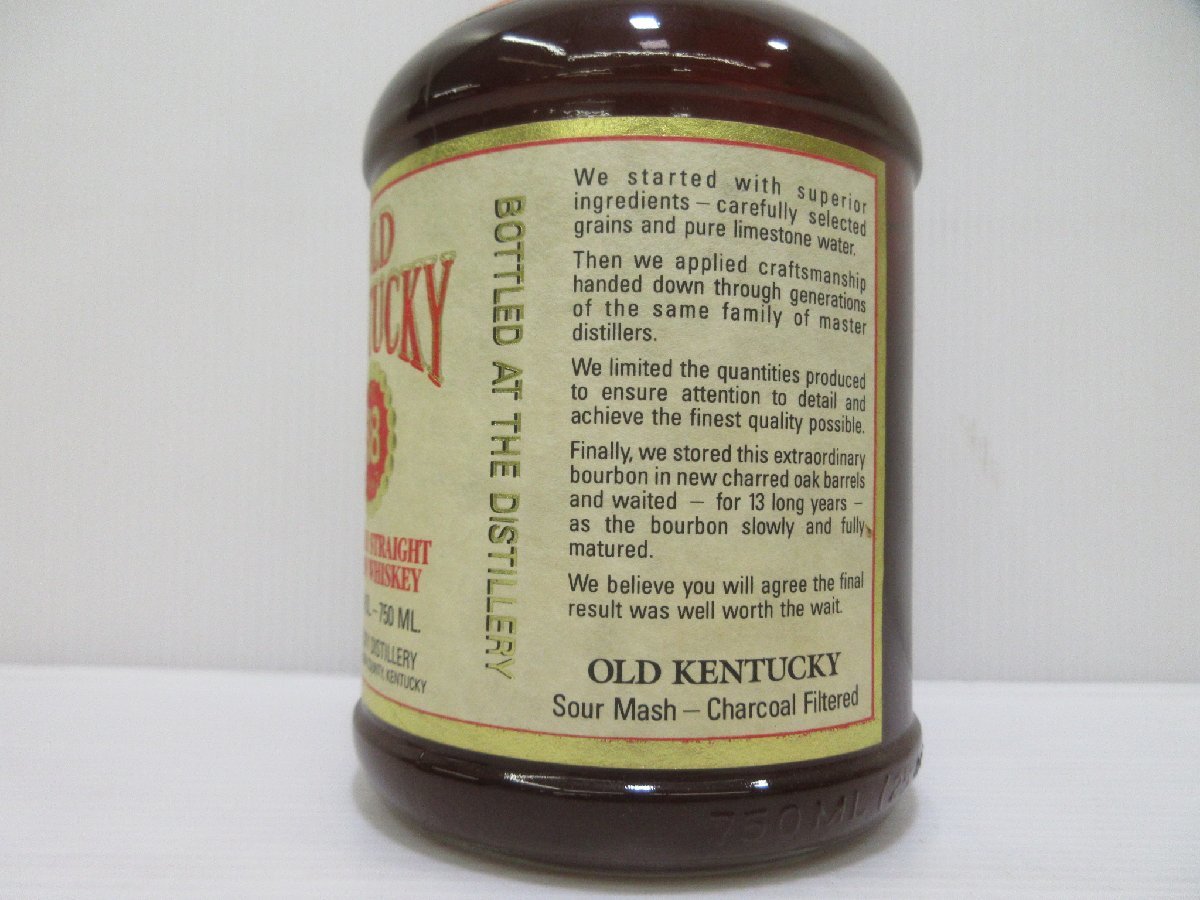 LD
TUCKY
8
STRAIGHT
WHISKEY
750 ML.
DISTILLERY
KENTUCKY
BOTTLED AT THE DISTILLERY
We started with superior
ingredients – carefully selected
grains and pure limestone water.
Then we applied craftsmanship
handed down through generations
of the same family of master
distillers.
We limited the quantities produced
to ensure attention to detail and
achieve the finest quality possible.
Finally, we stored this extraordinary
bourbon in new charred oak barrels
and waited – for 13 long years –
as the bourbon slowly and fully
matured.
We believe you will agree the final
result was well worth the wait.
OLD KENTUCKY
Sour Mash – Charcoal Filtered
750 ML